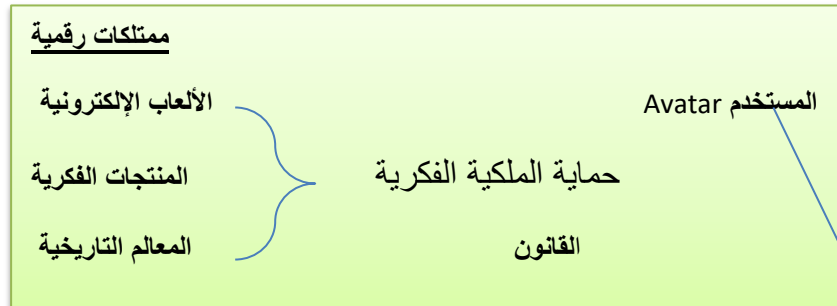 ممتلكات رقمية
المستخدم Avatar
الألعاب الإلكترونية
حماية الملكية الفكرية
المنتجات الفكرية
القانون
المعالم التاريخية